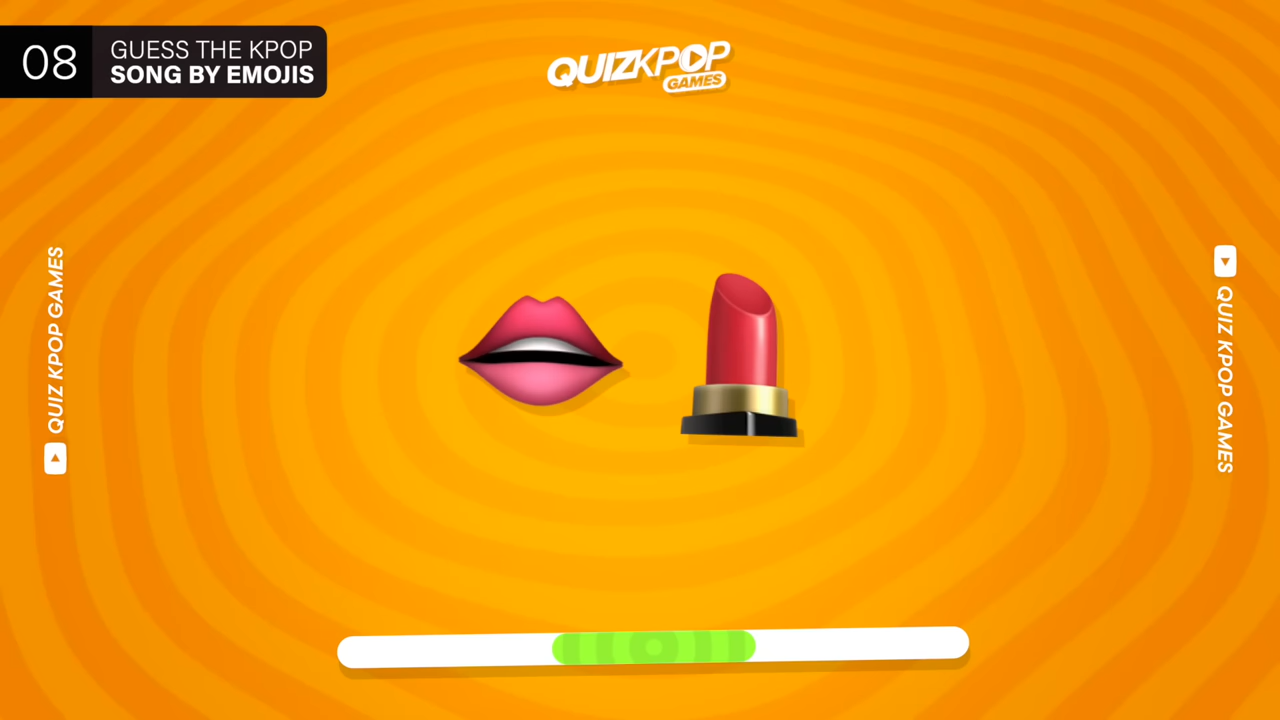 08
GUESS THE KPOP
SONG BY EMOJIS
QUIZKPOP
GAMES
QUIZ KPOP GAMES
QUIZ KPOP GAMES